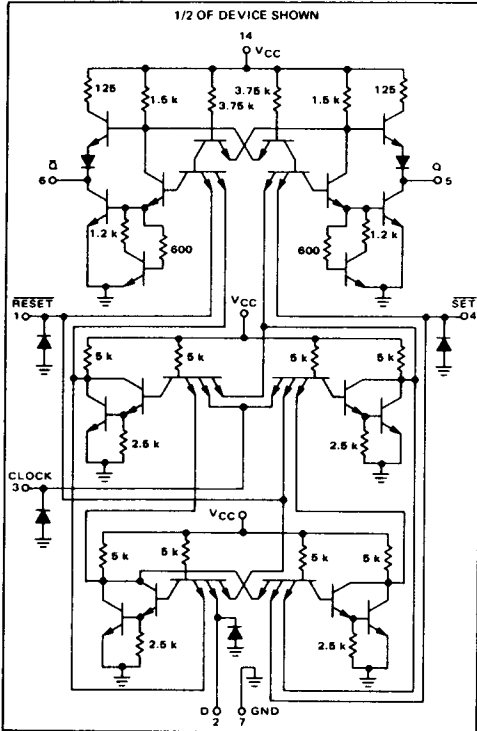 1/2 OF DEVICE SHOWN
14
VCC
125
1.5 k
3.75 k
3.75 k
1.5 k
125
Q̅
6
Q
5
1.2 k
600
600
1.2 k
R̅E̅S̅E̅T̅
1
VCC
S̅E̅T̅
4
5 k
5 k
5 k
5 k
2.5 k
2.5 k
CLOCK
3
VCC
5 k
5 k
5 k
5 k
2.5 k
2.5 k
D
2
7
GND